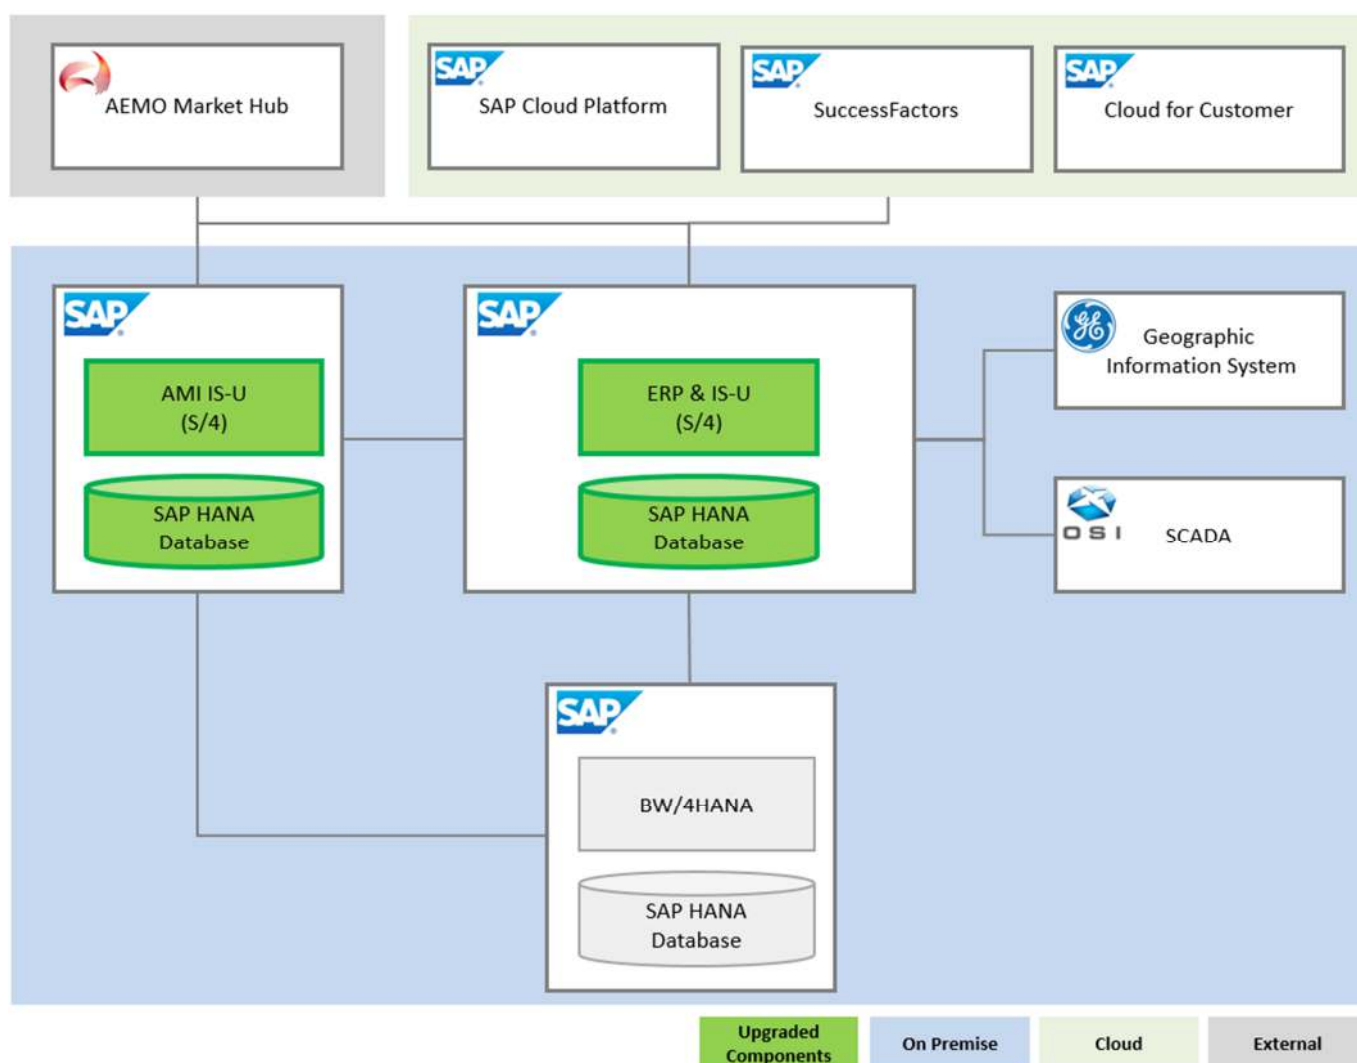 AEMO Market Hub
SAP
SAP Cloud Platform
SAP
SuccessFactors
SAP
Cloud for Customer
SAP
AMI IS-U
(S/4)
SAP HANA
Database
SAP
ERP & IS-U
(S/4)
SAP HANA
Database
GE
Geographic
Information System
OSI
SCADA
SAP
BW/4HANA
SAP HANA
Database
Upgraded
Components
On Premise
Cloud
External